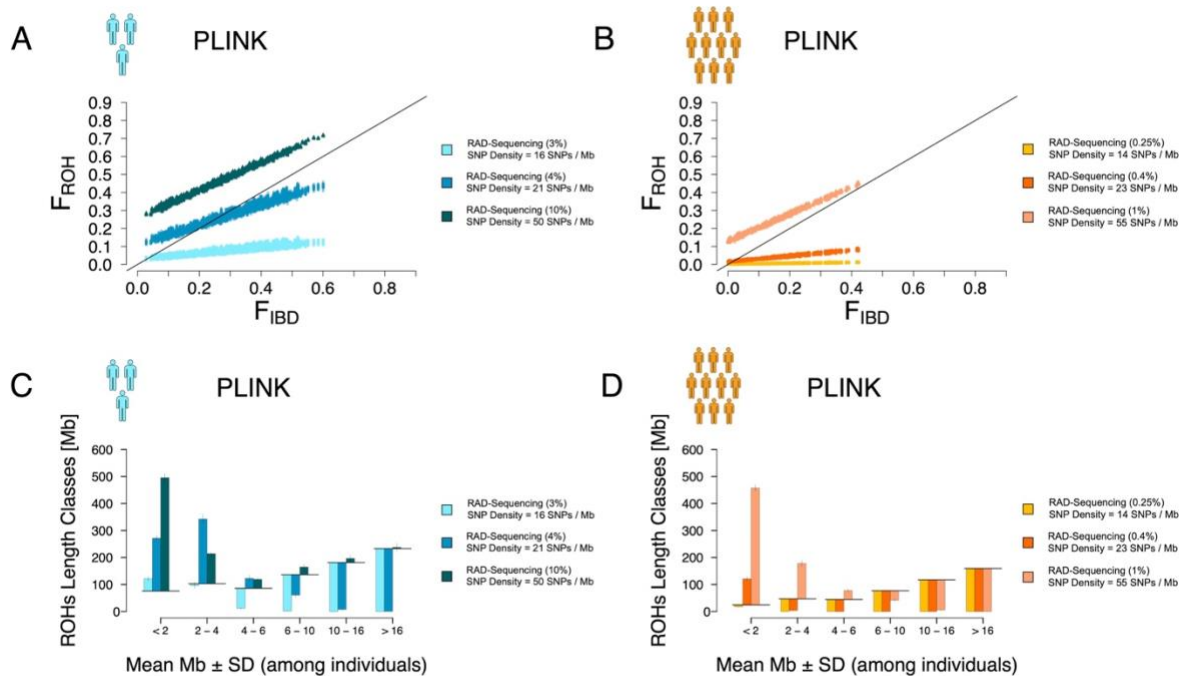 A
PLINK
0.9
0.8
0.7
0.6
0.5
0.4
0.3
0.2
0.1
0.0
FROH
0.0
0.2
0.4
0.6
0.8
FIBD
RAD-Sequencing (3%)
SNP Density = 16 SNPs / Mb
RAD-Sequencing (4%)
SNP Density = 21 SNPs / Mb
RAD-Sequencing (10%)
SNP Density = 50 SNPs / Mb
B
PLINK
0.9
0.8
0.7
0.6
0.5
0.4
0.3
0.2
0.1
0.0
FROH
0.0
0.2
0.4
0.6
0.8
FIBD
RAD-Sequencing (0.25%)
SNP Density = 14 SNPs / Mb
RAD-Sequencing (0.4%)
SNP Density = 23 SNPs / Mb
RAD-Sequencing (1%)
SNP Density = 55 SNPs / Mb
C
PLINK
ROHs Length Classes [Mb]
600
500
400
300
200
100
0
< 2
2 – 4
4 – 6
6 – 10
10 – 16
> 16
Mean Mb ± SD (among individuals)
RAD-Sequencing (3%)
SNP Density = 16 SNPs / Mb
RAD-Sequencing (4%)
SNP Density = 21 SNPs / Mb
RAD-Sequencing (10%)
SNP Density = 50 SNPs / Mb
D
PLINK
ROHs Length Classes [Mb]
600
500
400
300
200
100
0
< 2
2 – 4
4 – 6
6 – 10
10 – 16
> 16
Mean Mb ± SD (among individuals)
RAD-Sequencing (0.25%)
SNP Density = 14 SNPs / Mb
RAD-Sequencing (0.4%)
SNP Density = 23 SNPs / Mb
RAD-Sequencing (1%)
SNP Density = 55 SNPs / Mb